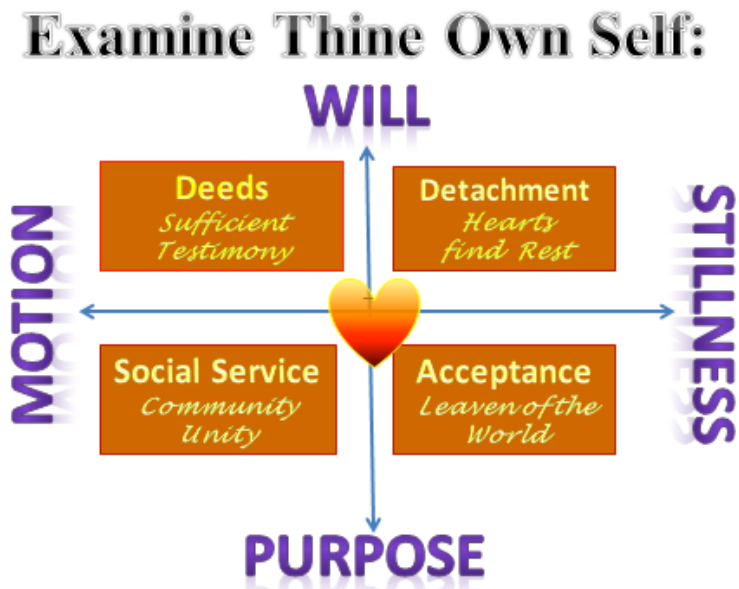 Examine Thine Own Self:
WILL
MOTION
Deeds
Sufficient
Testimony
Detachment
Hearts
find Rest
STILLNESS
Social Service
Community
Unity
Acceptance
Leaven of the
World
PURPOSE